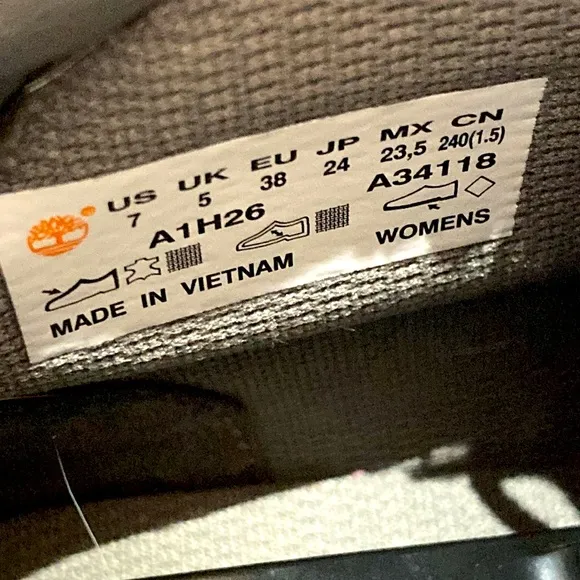 US UK EU JP MX CN
7 5 38 24 23,5 240(1.5)
A1H26 A34118
MADE IN VIETNAM WOMENS